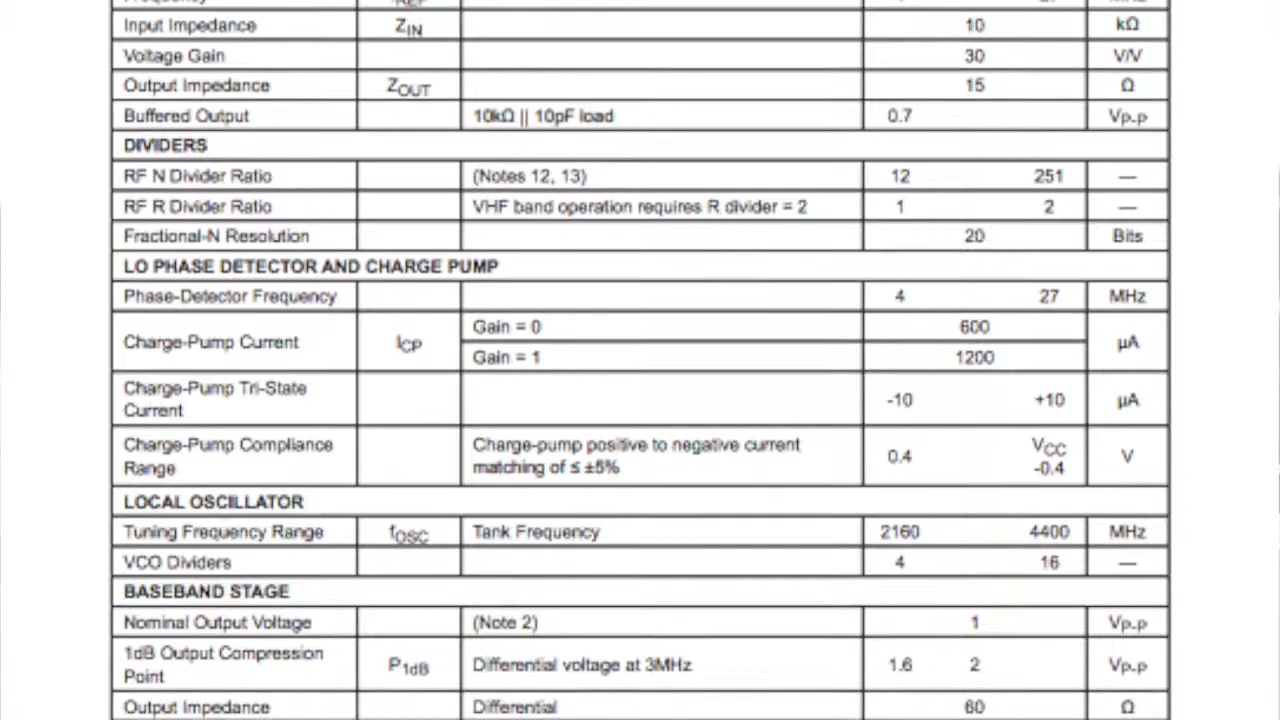 Input Impedance ZIN 10 kΩ
Voltage Gain 30 V/V
Output Impedance ZOUT 15 Ω
Buffered Output 10kΩ || 10pF load 0.7 VP-P
DIVIDERS
RF N Divider Ratio (Notes 12, 13) 12 251 —
RF R Divider Ratio VHF band operation requires R divider = 2 1 2 —
Fractional-N Resolution 20 Bits
LO PHASE DETECTOR AND CHARGE PUMP
Phase-Detector Frequency 4 27 MHz
Charge-Pump Current ICP Gain = 0 600 µA
Gain = 1 1200
Charge-Pump Tri-State
Current -10 +10 µA
Charge-Pump Compliance
Range Charge-pump positive to negative current
matching of ≤ ±5% 0.4 VCC
-0.4 V
LOCAL OSCILLATOR
Tuning Frequency Range fOSC Tank Frequency 2160 4400 MHz
VCO Dividers 4 16 —
BASEBAND STAGE
Nominal Output Voltage (Note 2) 1 VP-P
1dB Output Compression
Point P1dB Differential voltage at 3MHz 1.6 2 VP-P
Output Impedance Differential 60 Ω